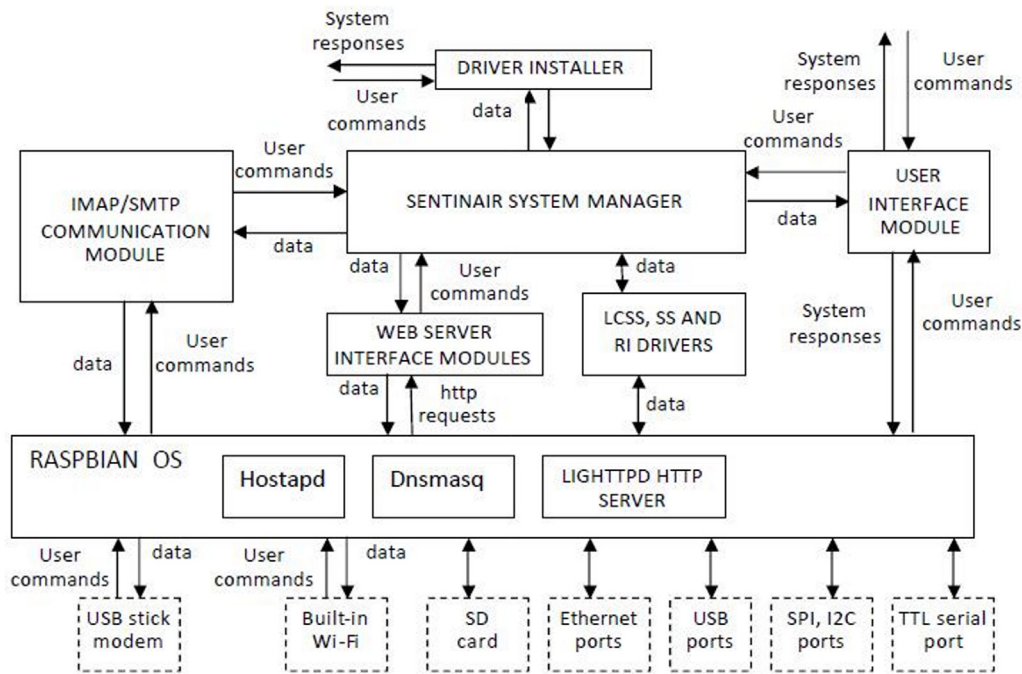 System
responses
DRIVER INSTALLER
User
commands
data
System
responses
User
commands
User
commands
User
commands
IMAP/SMTP
COMMUNICATION
MODULE
SENTINAIR SYSTEM MANAGER
USER
INTERFACE
MODULE
data
data
data
User
commands
data
WEB SERVER
INTERFACE MODULES
LCSS, SS AND
RI DRIVERS
System
responses
User
commands
data
User
commands
data
http
requests
data
RASPBIAN OS
Hostapd
Dnsmasq
LIGHTTPD HTTP
SERVER
User
commands
data
User
commands
data
USB stick
modem
Built-in
Wi-Fi
SD
card
Ethernet
ports
USB
ports
SPI, I2C
ports
TTL serial
port